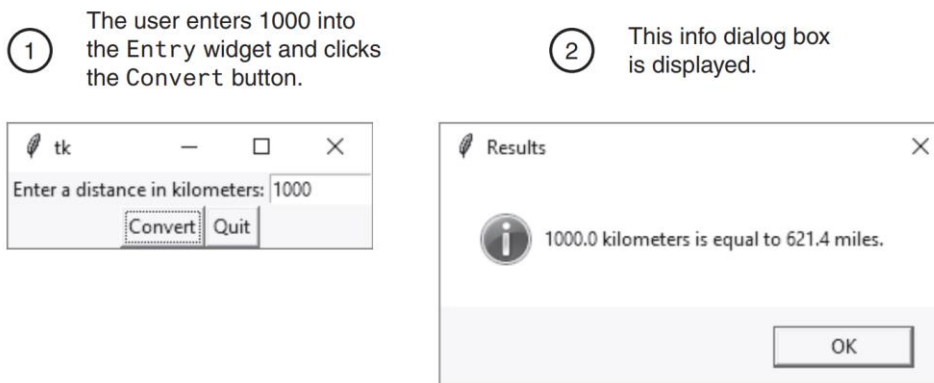 1
The user enters 1000 into
the Entry widget and clicks
the Convert button.
2
This info dialog box
is displayed.
tk
Enter a distance in kilometers: 1000
Convert Quit
Results
1000.0 kilometers is equal to 621.4 miles.
OK